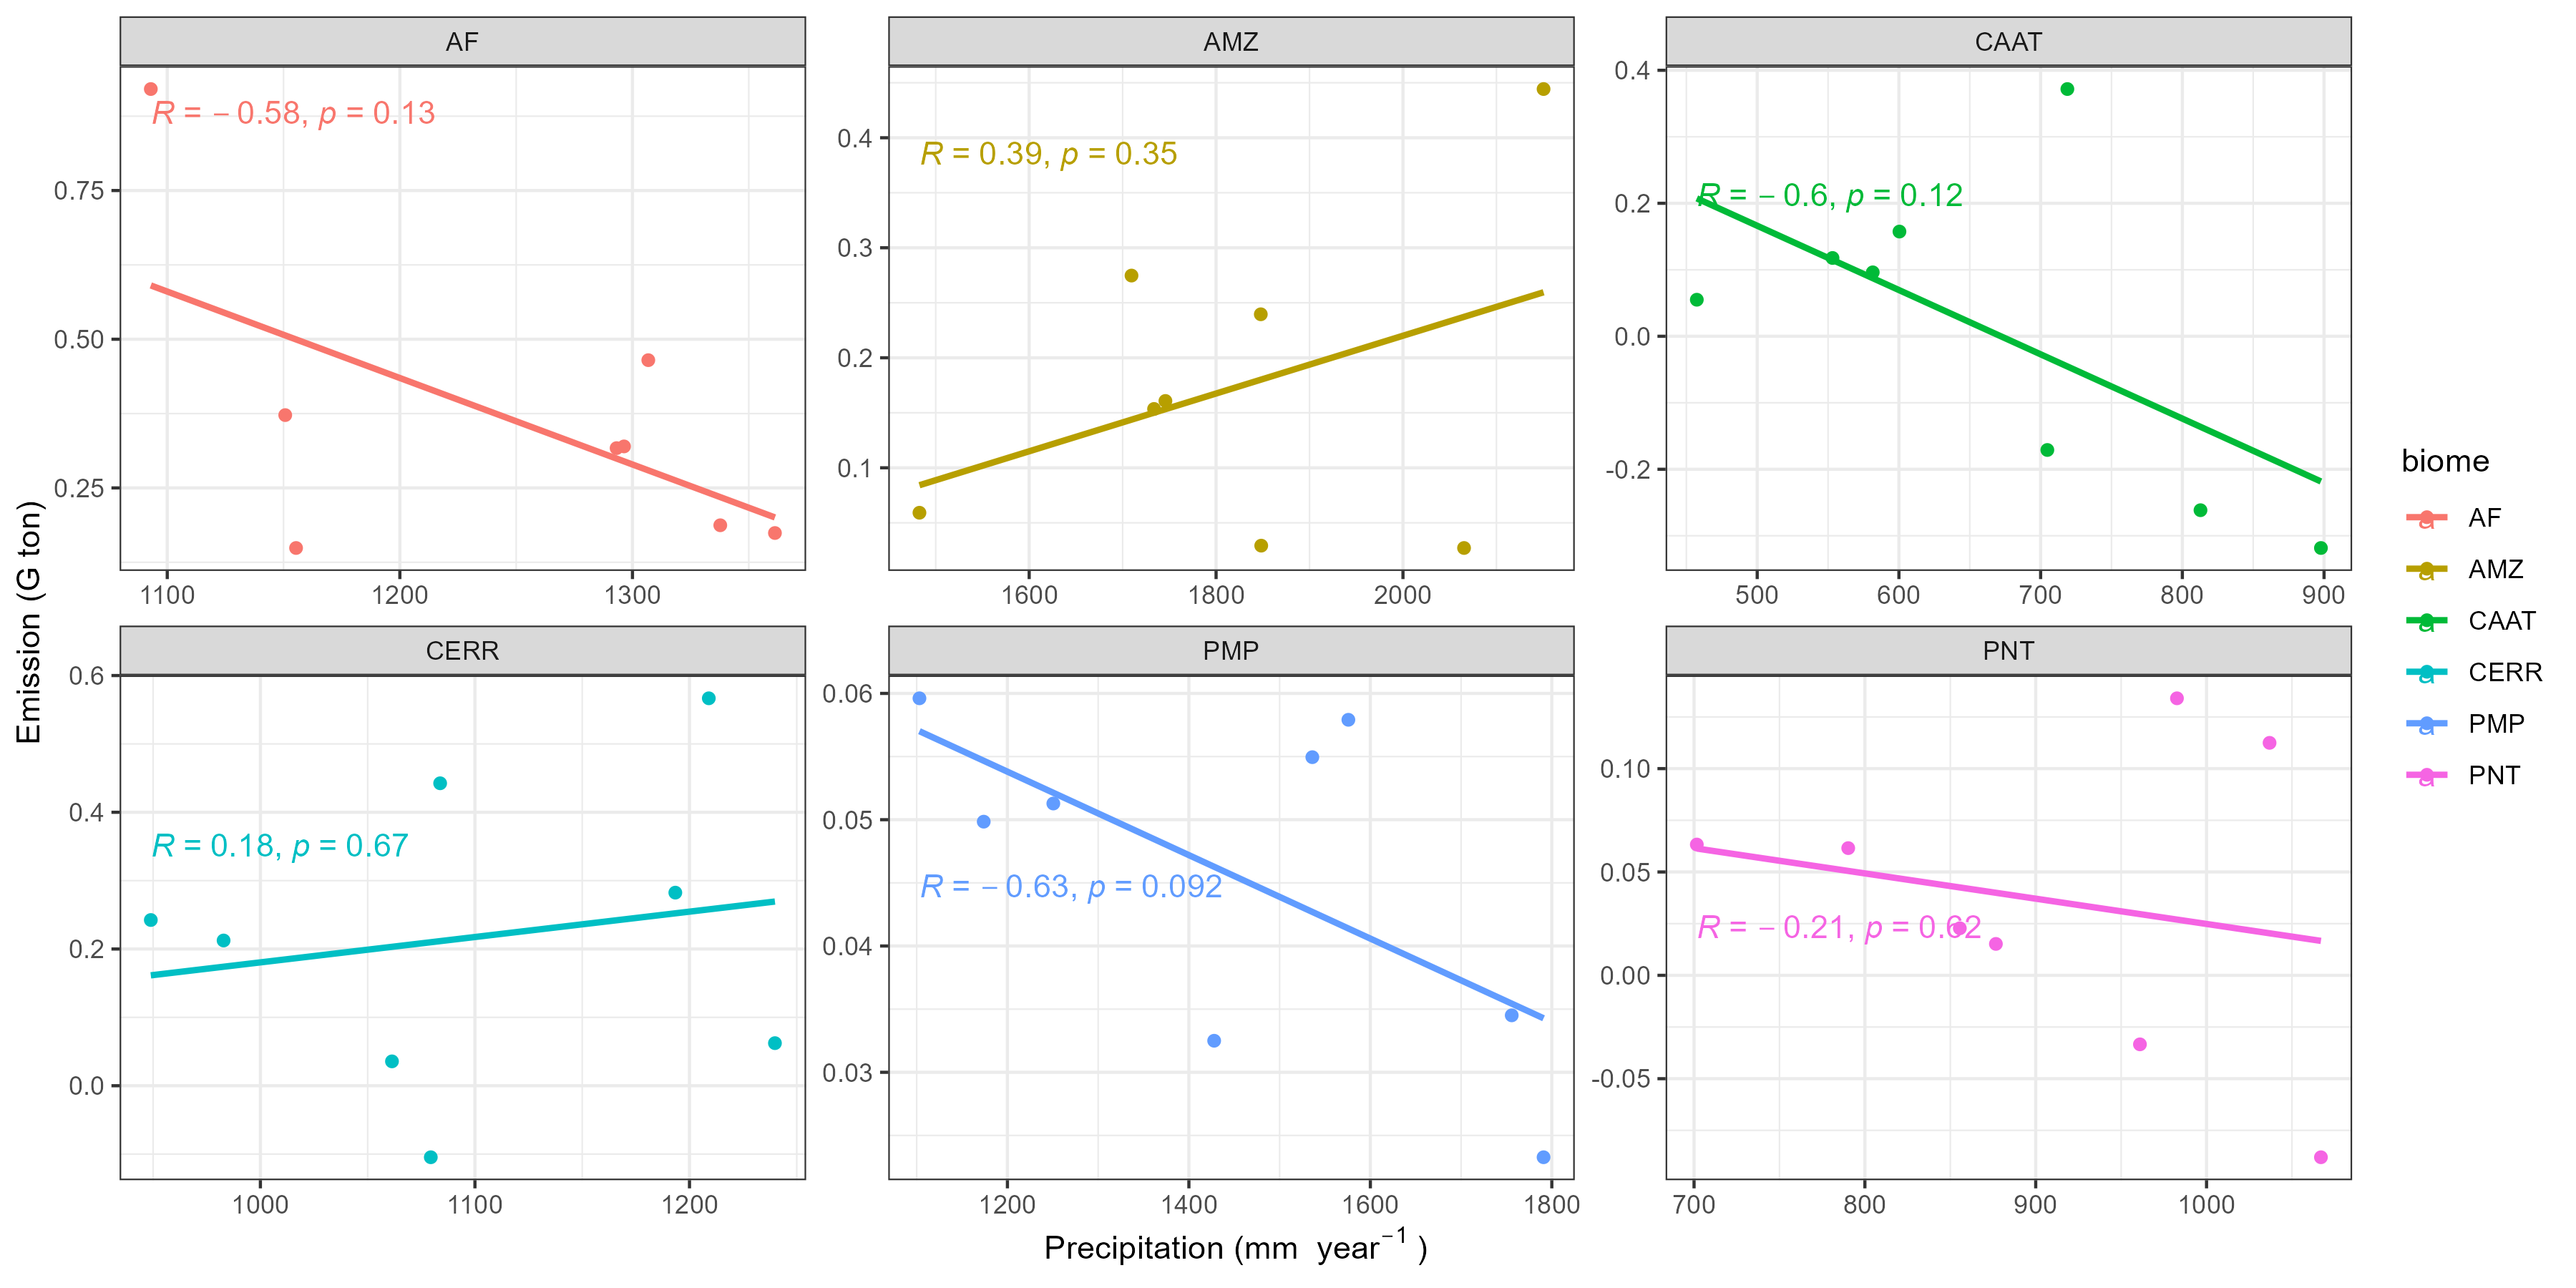 AF
AMZ
CAAT
R = − 0.58, p = 0.13
0.75
0.50
0.25
1100 1200 1300
R = 0.39, p = 0.35
0.4
0.3
0.2
0.1
1600 1800 2000
R = − 0.6, p = 0.12
0.4
0.2
0.0
-0.2
500 600 700 800 900
CERR
PMP
PNT
R = 0.18, p = 0.67
0.6
0.4
0.2
0.0
1000 1100 1200
R = − 0.63, p = 0.092
0.06
0.05
0.04
0.03
1200 1400 1600 1800
R = − 0.21, p = 0.62
0.10
0.05
0.00
-0.05
700 800 900 1000
Emission (G ton)
Precipitation (mm year⁻¹ )
biome
a AF
a AMZ
a CAAT
a CERR
a PMP
a PNT